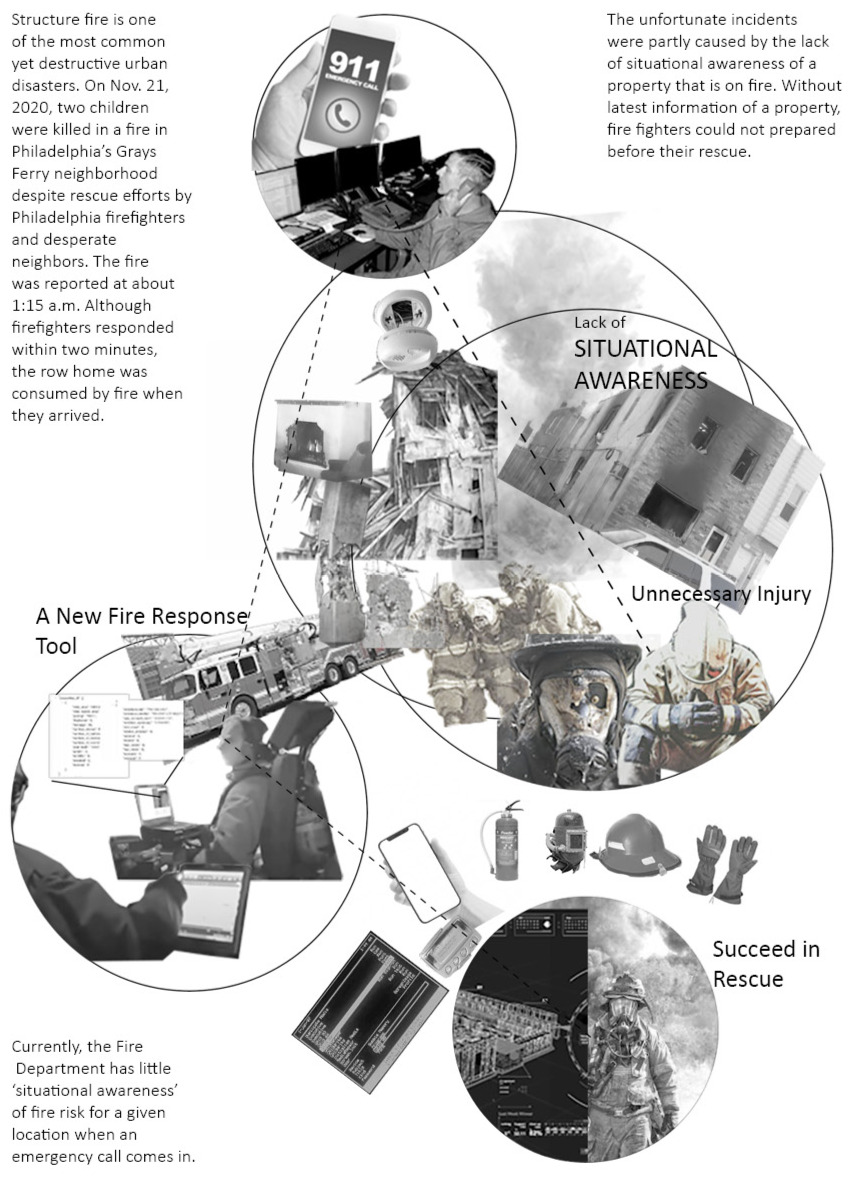 Structure fire is one
of the most common
yet destructive urban
disasters. On Nov. 21,
2020, two children
were killed in a fire in
Philadelphia's Grays
Ferry neighborhood
despite rescue efforts by
Philadelphia firefighters
and desperate
neighbors. The fire
was reported at about
1:15 a.m. Although
firefighters responded
within two minutes,
the row home was
consumed by fire when
they arrived.
The unfortunate incidents
were partly caused by the lack
of situational awareness of a
property that is on fire. Without
latest information of a property,
fire fighters could not prepared
before their rescue.
911
EMERGENCY CALL
Lack of
SITUATIONAL
AWARENESS
Unnecessary Injury
A New Fire Response
Tool
Succeed in
Rescue
Currently, the Fire
Department has little
‘situational awareness’
of fire risk for a given
location when an
emergency call comes in.